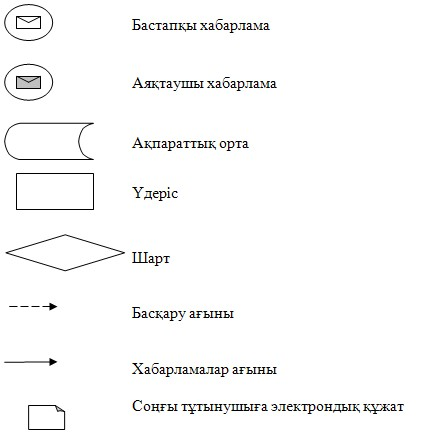 Бастапқы хабарлама
Аяқтаушы хабарлама
Ақпараттық орта
Үдеріс
Шарт
Басқару ағыны
Хабарламалар ағыны
Соңғы тұтынушыға электрондық құжат